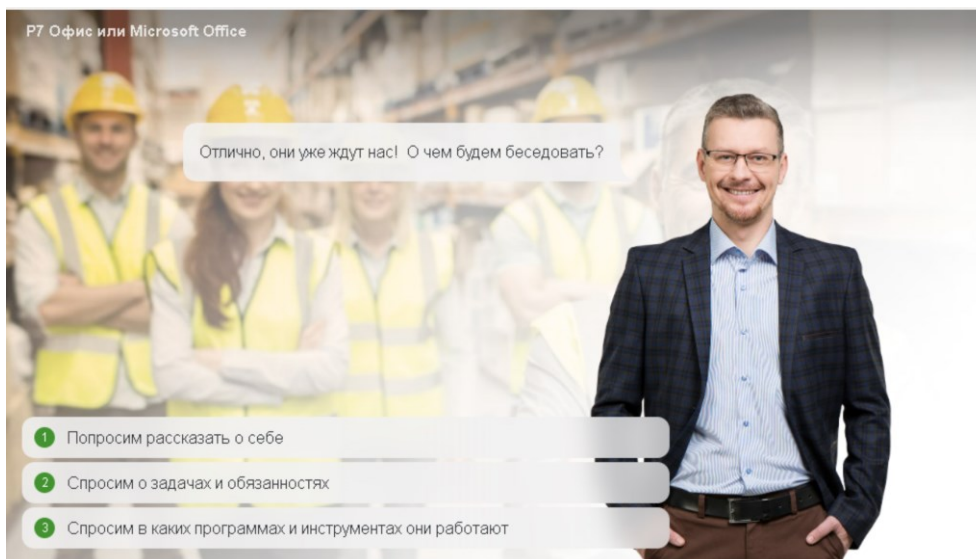 Р7 Офис или Microsoft Office
Отлично, они уже ждут нас! О чем будем беседовать?
1 Попросим рассказать о себе
2 Спросим о задачах и обязанностях
3 Спросим в каких программах и инструментах они работают